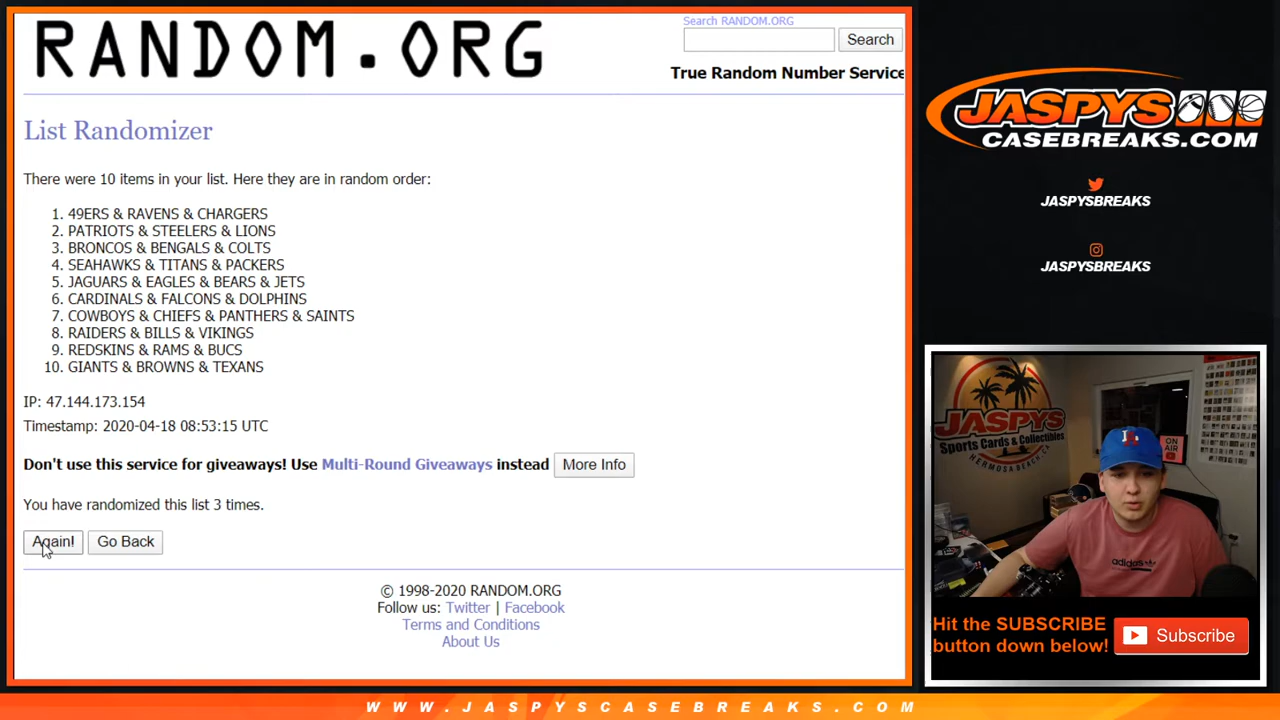 RANDOM.ORG
Search RANDOM.ORG
Search
True Random Number Service
List Randomizer
There were 10 items in your list. Here they are in random order:
1. 49ERS & RAVENS & CHARGERS
2. PATRIOTS & STEELERS & LIONS
3. BRONCOS & BENGALS & COLTS
4. SEAHAWKS & TITANS & PACKERS
5. JAGUARS & EAGLES & BEARS & JETS
6. CARDINALS & FALCONS & DOLPHINS
7. COWBOYS & CHIEFS & PANTHERS & SAINTS
8. RAIDERS & BILLS & VIKINGS
9. REDSKINS & RAMS & BUCS
10. GIANTS & BROWNS & TEXANS
IP: 47.144.173.154
Timestamp: 2020-04-18 08:53:15 UTC
Don't use this service for giveaways! Use Multi-Round Giveaways instead
More Info
You have randomized this list 3 times.
Again!
Go Back
© 1998-2020 RANDOM.ORG
Follow us: Twitter | Facebook
Terms and Conditions
About Us
JASPYS
CASEBREAKS.COM
JASPYSBREAKS
JASPYSBREAKS
JASPYS
Sports Cards & Collectibles
HERMOSA BEACH, CA
ON AIR
adidas
Hit the SUBSCRIBE
button down below!
Subscribe
WWW.JASPYSCASEBREAKS.COM